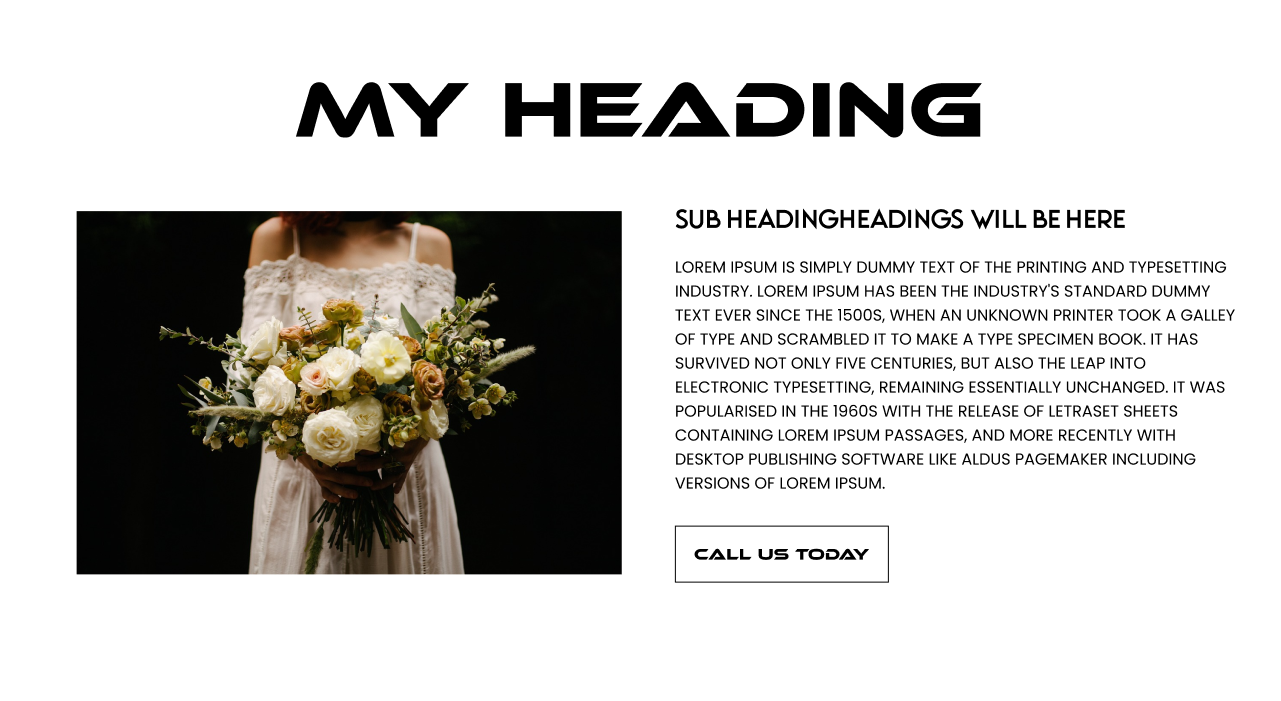 MY HEADING
SUB HEADINGHEADINGS WILL BE HERE
LOREM IPSUM IS SIMPLY DUMMY TEXT OF THE PRINTING AND TYPESETTING
INDUSTRY. LOREM IPSUM HAS BEEN THE INDUSTRY'S STANDARD DUMMY
TEXT EVER SINCE THE 1500S, WHEN AN UNKNOWN PRINTER TOOK A GALLEY
OF TYPE AND SCRAMBLED IT TO MAKE A TYPE SPECIMEN BOOK. IT HAS
SURVIVED NOT ONLY FIVE CENTURIES, BUT ALSO THE LEAP INTO
ELECTRONIC TYPESETTING, REMAINING ESSENTIALLY UNCHANGED. IT WAS
POPULARISED IN THE 1960S WITH THE RELEASE OF LETRASET SHEETS
CONTAINING LOREM IPSUM PASSAGES, AND MORE RECENTLY WITH
DESKTOP PUBLISHING SOFTWARE LIKE ALDUS PAGEMAKER INCLUDING
VERSIONS OF LOREM IPSUM.
CALL US TODAY